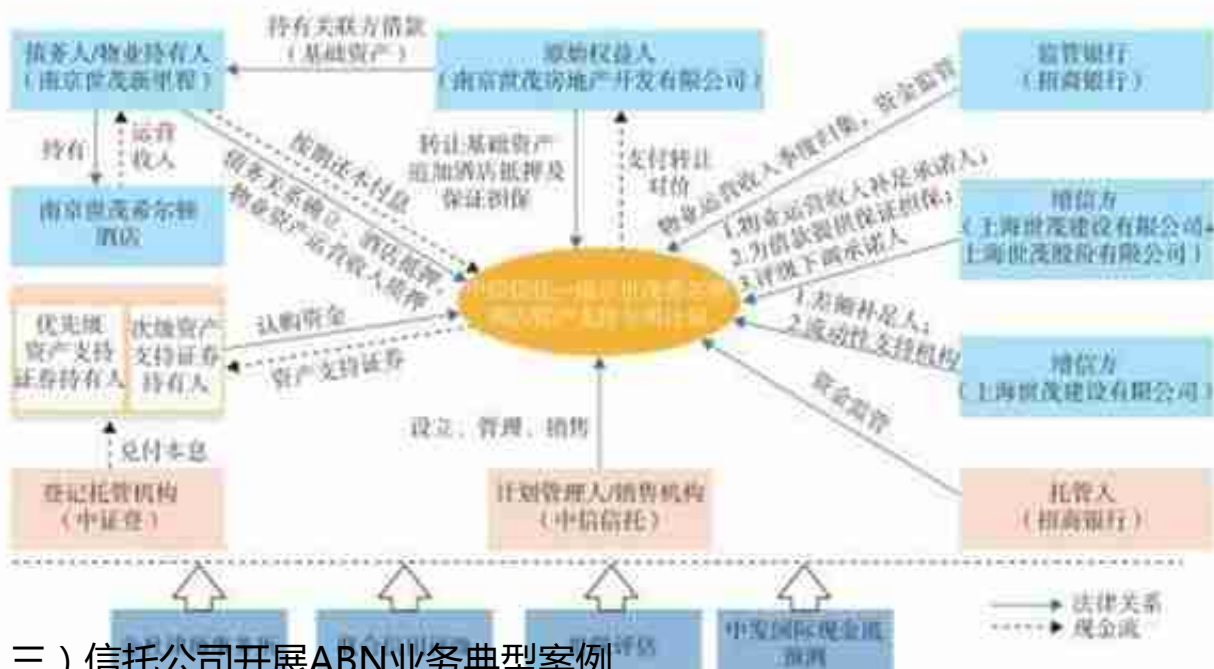 持有关联方借款
（基础资产）
债务人/物业持有人
（南京世茂新里程）
原始权益人
（南京世茂房地产开发有限公司）
监管银行
（招商银行）
持有
运营
收入
按期还本付息
债务关系确立、酒店抵押、
物业资产运营收入质押
转让基础资产
追加酒店抵押及
保证担保
支付转让
对价
物业运营收入季度归集、资金监管
1.物业运营收入补足承诺人；
2.为借款提供保证担保；
3.评级下调承诺人
南京世茂希尔顿
酒店
增信方
（上海世茂建设有限公司+
上海世茂股份有限公司）
优先级
资产支持
证券持有人
次级资产
支持证券
持有人
认购资金
资产支持证券
1.差额补足人；
2.流动性支持机构
增信方
（上海世茂建设有限公司）
资金监管
设立、管理、销售
兑付本息
登记托管机构
（中证登）
计划管理人/销售机构
（中信信托）
托管人
（招商银行）
法律关系
现金流
评估
中发国际现金流
预测
三）信托公司开展ABN业务典型案例